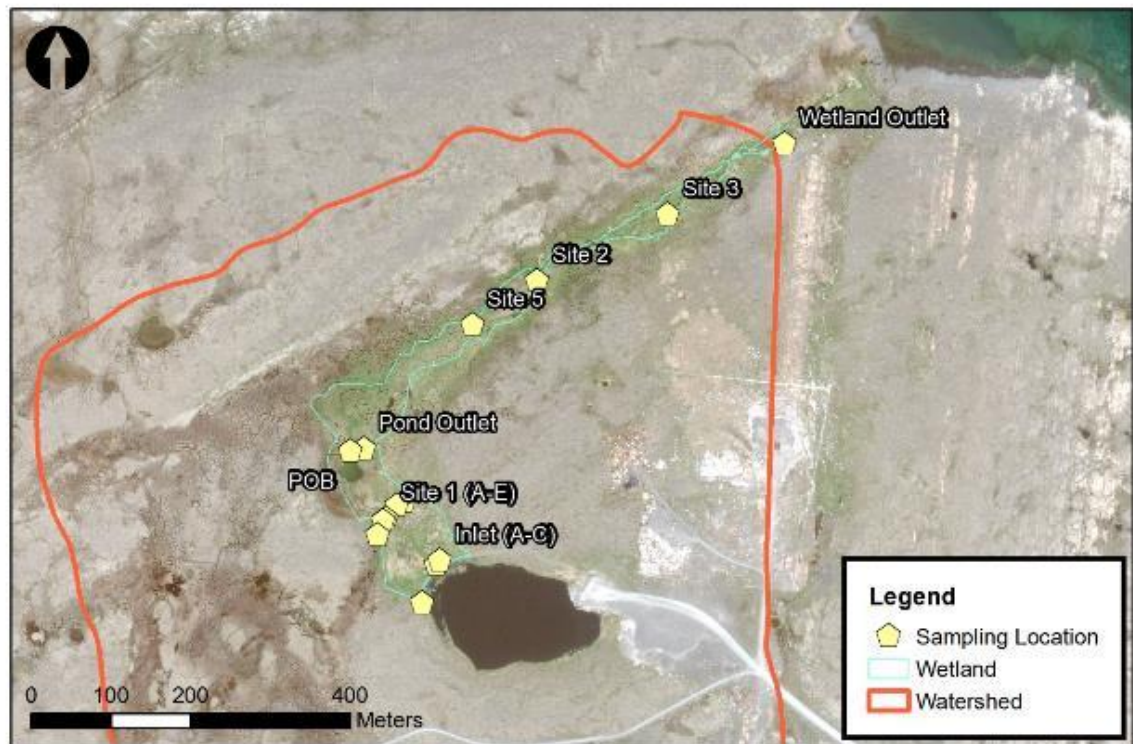 Wetland Outlet
Site 3
Site 2
Site 5
Pond Outlet
POB
Site 1 (A-E)
Inlet (A-C)
0 100 200 400
Meters
Legend
Sampling Location
Wetland
Watershed